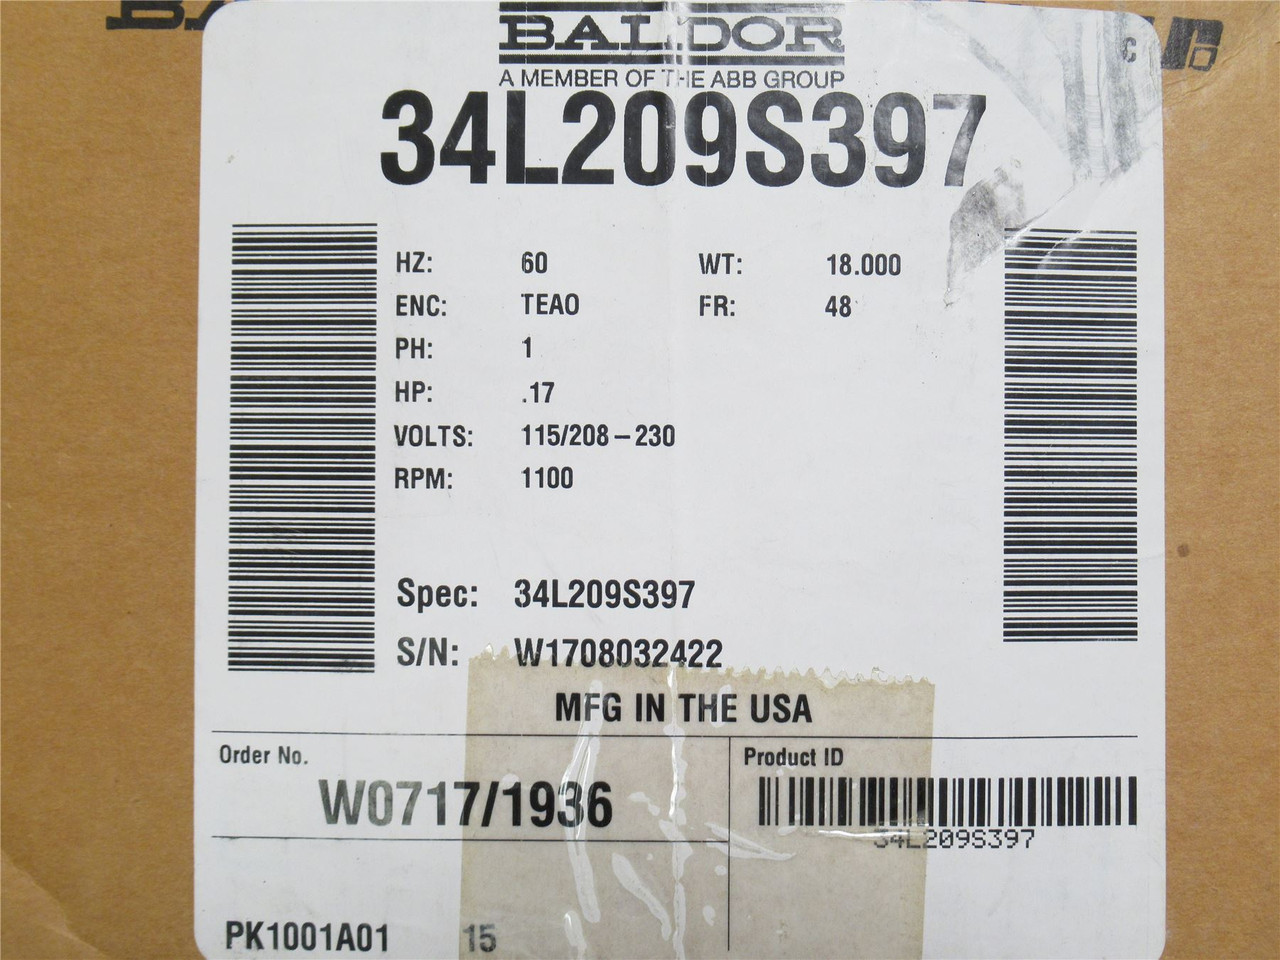 BALDOR
A MEMBER OF THE ABB GROUP
34L209S397
HZ: 60 WT: 18.000
ENC: TEAO FR: 48
PH: 1
HP: .17
VOLTS: 115/208-230
RPM: 1100
Spec: 34L209S397
S/N: W1708032422
MFG IN THE USA
Order No. Product ID
W0717/1936
34L209S397
PK1001A01 15